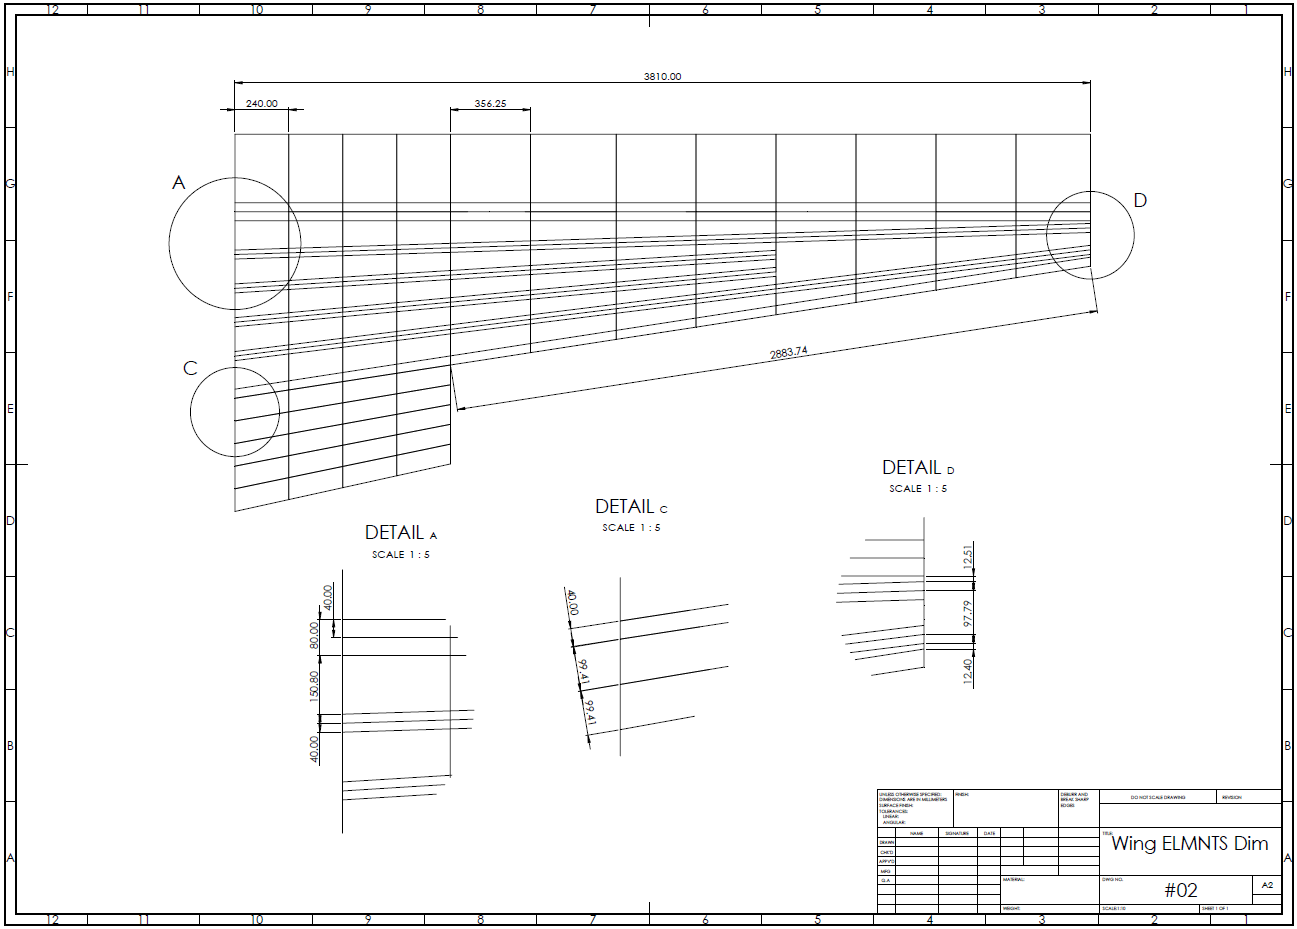 12 11 10 9 8 7 6 5 4 3 2 1
H H
3810.00
240.00 356.25
A
G G
D
F F
2883.74
C
E E
DETAIL D
SCALE 1 : 5
DETAIL C
SCALE 1 : 5
DETAIL A
SCALE 1 : 5
D D
12.51
40.00
40.00
80.00
97.79
C C
99.41
12.40
150.80
99.41
40.00
B B
UNLESS OTHERWISE SPECIFIED:
DIMENSIONS ARE IN MILLIMETERS
SURFACE FINISH:
TOLERANCES:
LINEAR:
ANGULAR:
FINISH:
DEBURR AND
BREAK SHARP
EDGES
DO NOT SCALE DRAWING
REVISION
NAME SIGNATURE DATE
TITLE:
Wing ELMNTS Dim
DRAWN
CHK'D
APPV'D
MFG
Q.A
MATERIAL:
DWG NO.
#02
A2
WEIGHT:
SCALE:1:10
SHEET 1 OF 1
A A
12 11 10 9 8 7 6 5 4 3 2 1